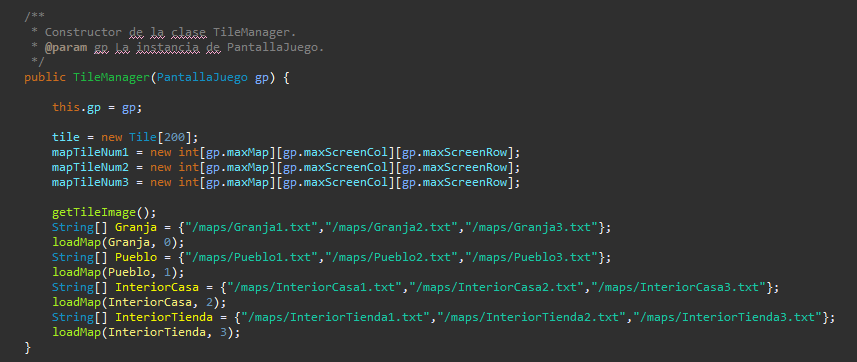 /**
 * Constructor de la clase TileManager.
 * @param gp La instancia de PantallaJuego.
 */
public TileManager(PantallaJuego gp) {
this.gp = gp;
tile = new Tile[200];
mapTileNum1 = new int[gp.maxMap][gp.maxScreenCol][gp.maxScreenRow];
mapTileNum2 = new int[gp.maxMap][gp.maxScreenCol][gp.maxScreenRow];
mapTileNum3 = new int[gp.maxMap][gp.maxScreenCol][gp.maxScreenRow];
getTileImage();
String[] Granja = {"/maps/Granja1.txt","/maps/Granja2.txt","/maps/Granja3.txt"};
loadMap(Granja, 0);
String[] Pueblo = {"/maps/Pueblo1.txt","/maps/Pueblo2.txt","/maps/Pueblo3.txt"};
loadMap(Pueblo, 1);
String[] InteriorCasa = {"/maps/InteriorCasa1.txt","/maps/InteriorCasa2.txt","/maps/InteriorCasa3.txt"};
loadMap(InteriorCasa, 2);
String[] InteriorTienda = {"/maps/InteriorTienda1.txt","/maps/InteriorTienda2.txt","/maps/InteriorTienda3.txt"};
loadMap(InteriorTienda, 3);
}